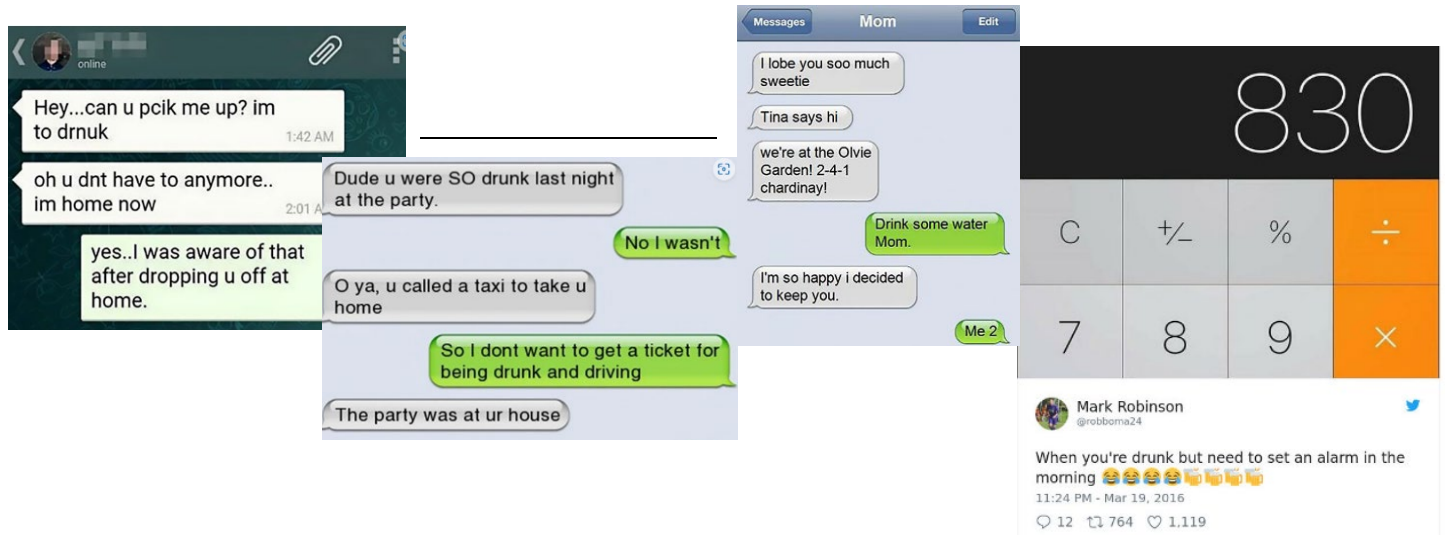 online
Hey...can u pcik me up? im
to drnuk
1:42 AM
oh u dnt have to anymore..
im home now
2:01 A
yes..I was aware of that
after dropping u off at
home.
Dude u were SO drunk last night
at the party.
No I wasn't
O ya, u called a taxi to take u
home
So I dont want to get a ticket for
being drunk and driving
The party was at ur house
Messages
Mom
Edit
I lobe you soo much
sweetie
Tina says hi
we're at the Olvie
Garden! 2-4-1
chardinay!
Drink some water
Mom.
I'm so happy i decided
to keep you.
Me 2
830
C +/− % ÷
7 8 9 ×
Mark Robinson
@robboma24
When you're drunk but need to set an alarm in the
morning 😂😂😂😂🍻🍻🍻🍻
11:24 PM - Mar 19, 2016
12 764 1,119